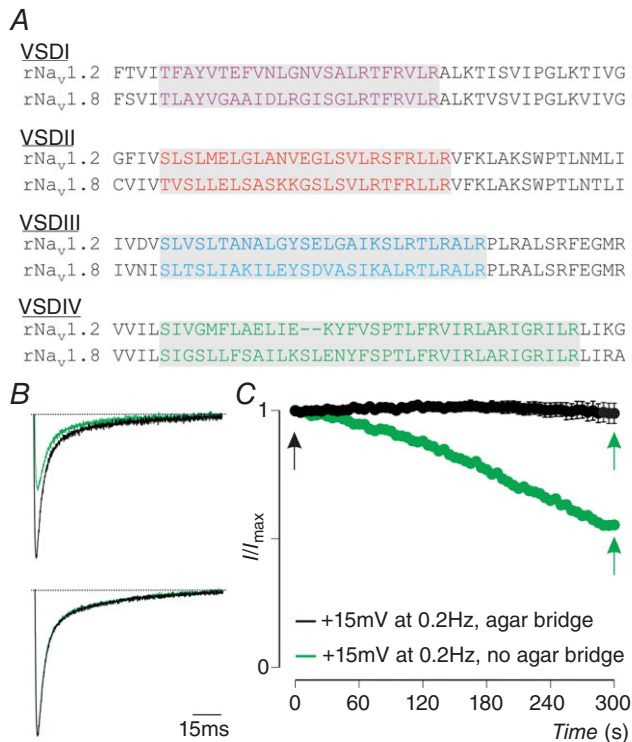 A
VSDI
rNaV1.2 FTVITFAYVTEFVNLGNVSALRTFRVLRALKTISVIPGLKTIVG
rNaV1.8 FSVITLAYVGAAIDLRGISGLRTFRVLRALKTVSVIPGLKVIVG
VSDII
rNaV1.2 GFIVSLSLMELGLANVEGLSVLRSFRLLRVFKLAKSWPTLNMLI
rNaV1.8 CVIVTVSLLELSASKKGSLSVLRTFRLLRVFKLAKSWPTLNTLI
VSDIII
rNaV1.2 IVDVSLVSLTANALGYSELGAIKSLRTLRALRPLRALSRFEGMR
rNaV1.8 IVNISLTSLIAKILEYSDVASIKALRTLRALRPLRALSRFEGMR
VSDIV
rNaV1.2 VVILSIVGMFLAELIE--KYFVSPTLFRVIRLARIGRILRLIKG
rNaV1.8 VVILSIGSLLFSAILKSLENYFSPTLFRVIRLARIGRILRLIRA
B
15ms
C
1
I/Imax
0
+15mV at 0.2Hz, agar bridge
+15mV at 0.2Hz, no agar bridge
0 60 120 180 240 300
Time (s)